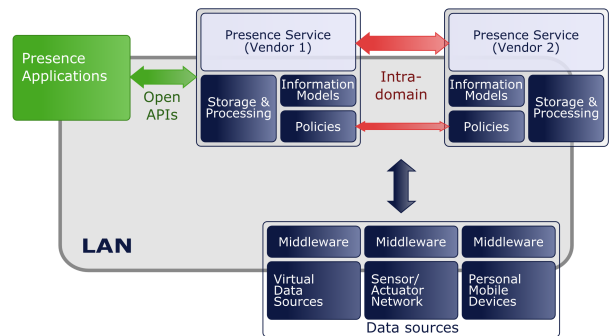 Presence
Applications
Open
APIs
Presence Service
(Vendor 1)
Storage &
Processing
Information
Models
Policies
Intra-
domain
Presence Service
(Vendor 2)
Information
Models
Policies
Storage &
Processing
LAN
Middleware
Middleware
Middleware
Virtual
Data
Sources
Sensor/
Actuator
Network
Personal
Mobile
Devices
Data sources